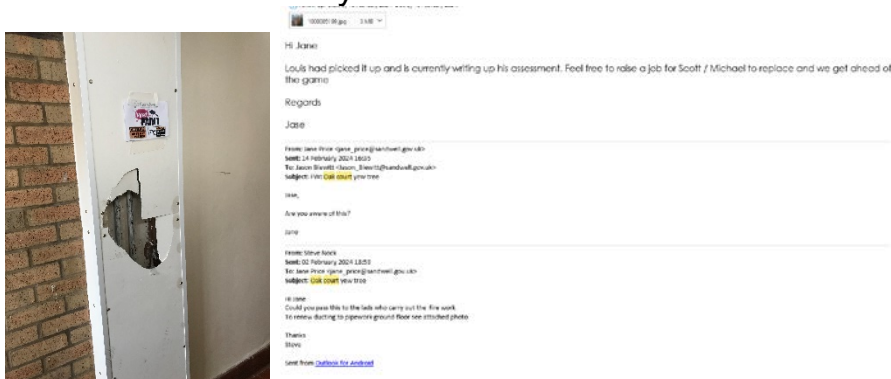 Hi Jane
Louis had picked it up and is currently writing up his assessment. Feel free to raise a job for Scott / Michael to replace and we get ahead of
the game
Regards
Jase
From: Jane Price <jane_price@sandwell.gov.uk>
Sent: 14 February 2024 16:05
To: Jason Blewitt <Jason_Blewitt@sandwell.gov.uk>
Subject: FW: Oak court yew tree
Jase,
Are you aware of this?
Jane
From: Steve Nock
Sent: 02 February 2024 13:53
To: Jane Price <jane_price@sandwell.gov.uk>
Subject: Oak court yew tree
Hi Jane
Could you pass this to the lads who carry out the fire work
To renew ducting to pipework ground floor see attached photo
Thanks
Steve
Sent from Outlook for Android